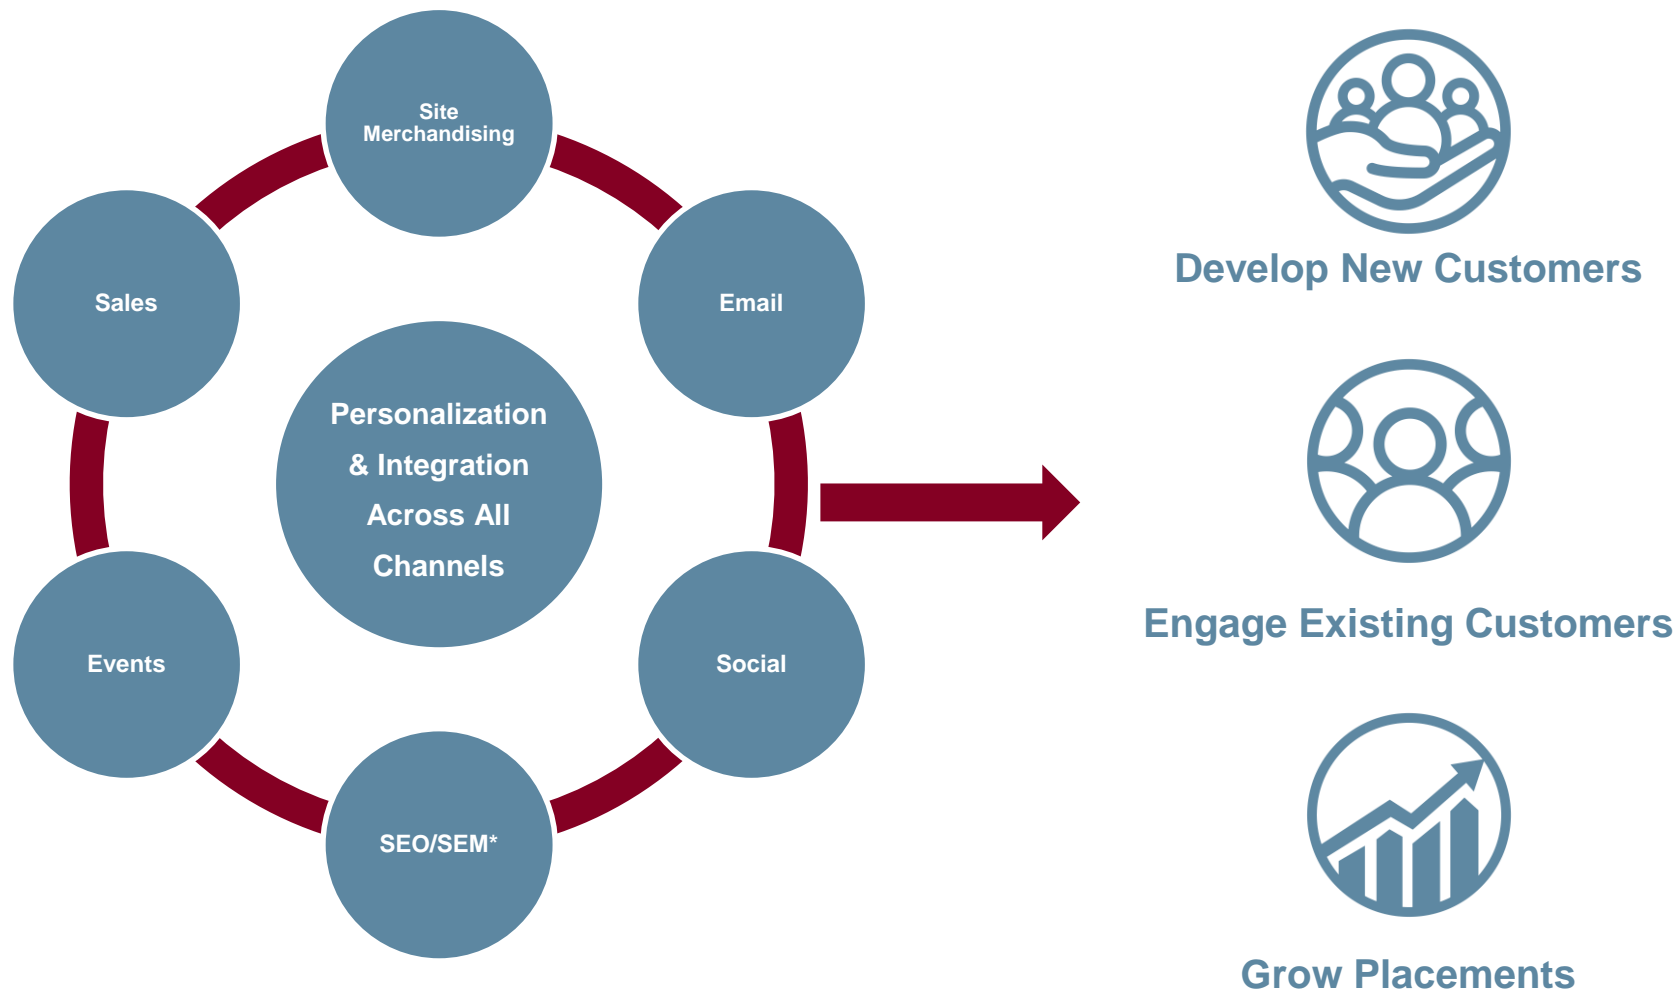 Site
Merchandising
Sales
Email
Personalization
& Integration
Across All
Channels
Events
Social
SEO/SEM*
Develop New Customers
Engage Existing Customers
Grow Placements